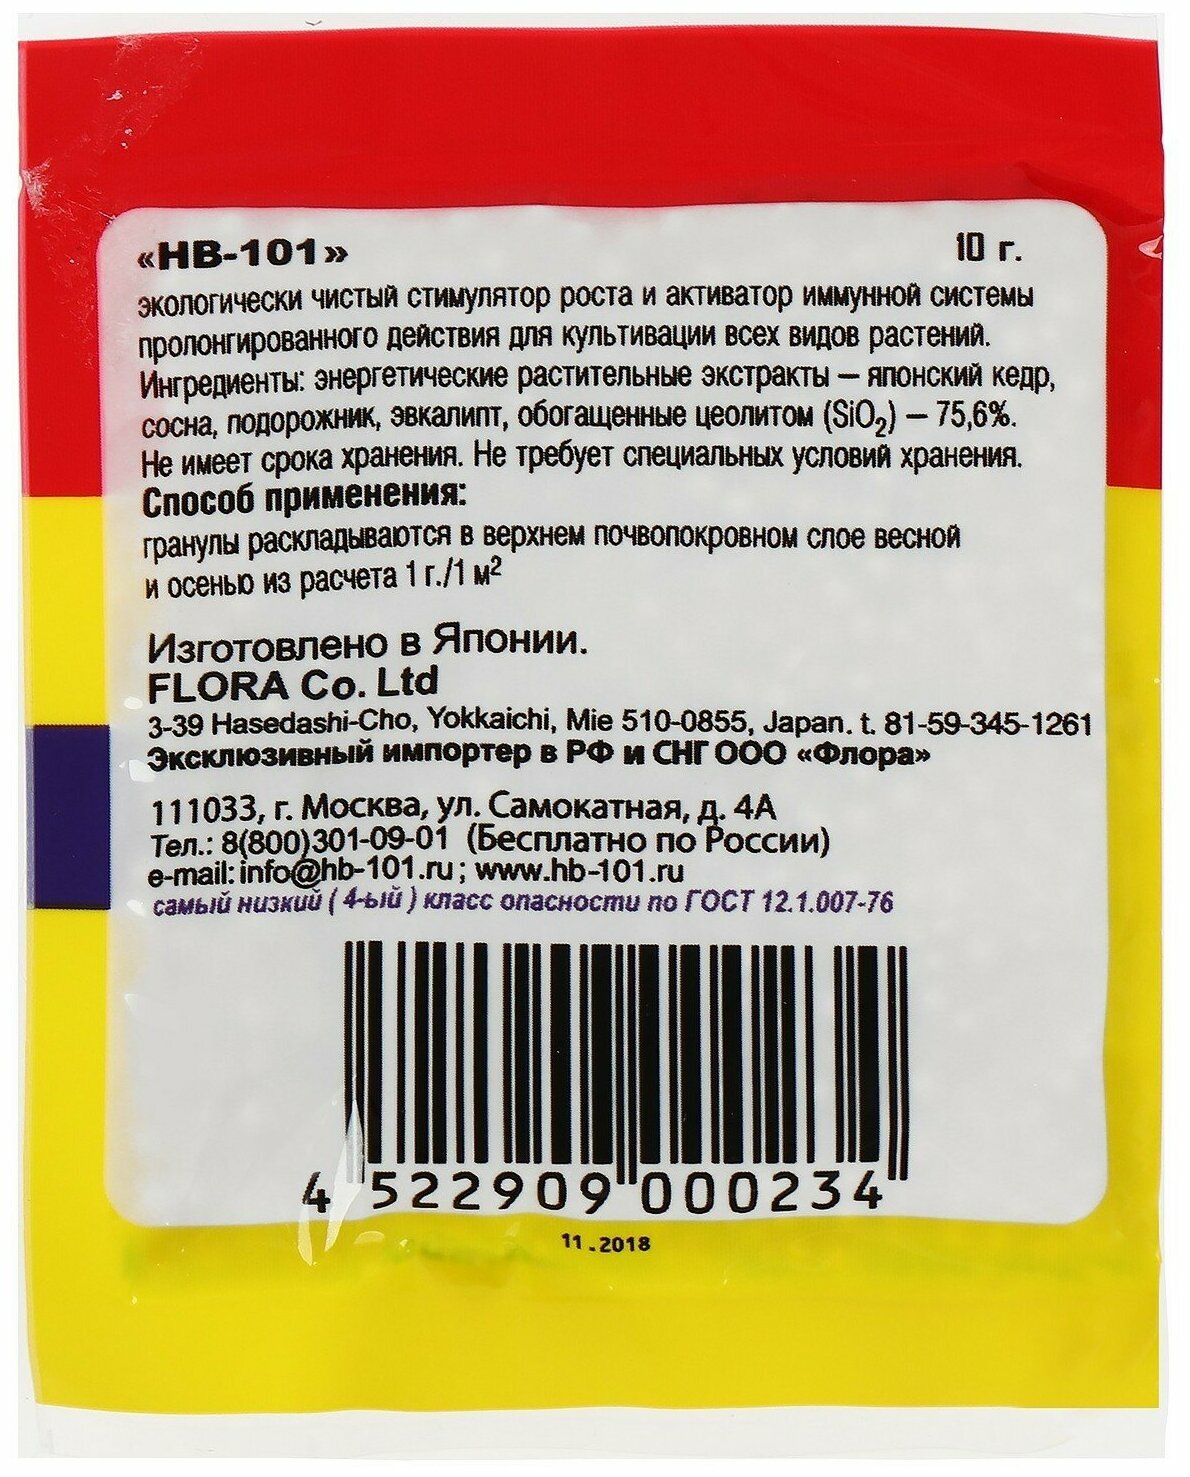 «НВ-101» 10 г.
экологически чистый стимулятор роста и активатор иммунной системы
пролонгированного действия для культивации всех видов растений.
Ингредиенты: энергетические растительные экстракты – японский кедр,
сосна, подорожник, эвкалипт, обогащенные цеолитом (SiO₂) – 75,6%.
Не имеет срока хранения. Не требует специальных условий хранения.
Способ применения:
гранулы раскладываются в верхнем почвопокровном слое весной
и осенью из расчета 1 г./1 м²
Изготовлено в Японии.
FLORA Co. Ltd
3-39 Hasedashi-Cho, Yokkaichi, Mie 510-0855, Japan. t. 81-59-345-1261
Эксклюзивный импортер в РФ и СНГ ООО «Флора»
111033, г. Москва, ул. Самокатная, д. 4А
Тел.: 8(800)301-09-01 (Бесплатно по России)
e-mail: info@hb-101.ru; www.hb-101.ru
самый низкий ( 4-ый ) класс опасности по ГОСТ 12.1.007-76
4 522909 000234
11.2018